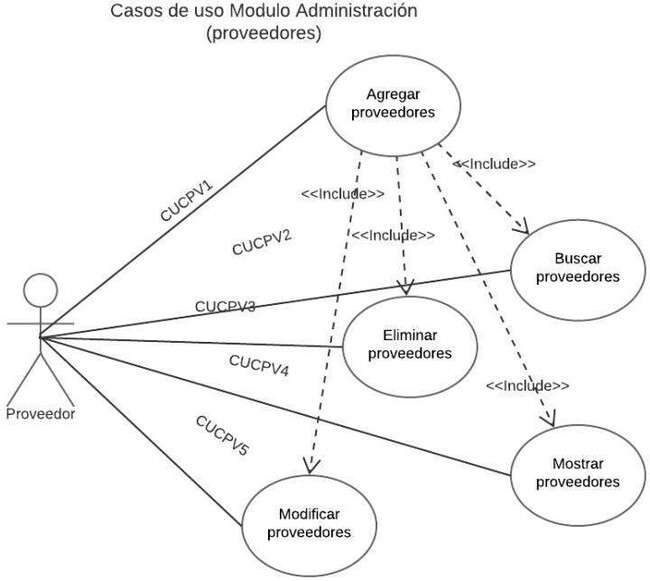 Casos de uso Modulo Administración
(proveedores)
Agregar
proveedores
<<Include>>
CUCPV1
<<Include>>
CUCPV2
<<Include>>
Buscar
proveedores
CUCPV3
Eliminar
proveedores
CUCPV4
<<Include>>
Proveedor
CUCPV5
Mostrar
proveedores
Modificar
proveedores